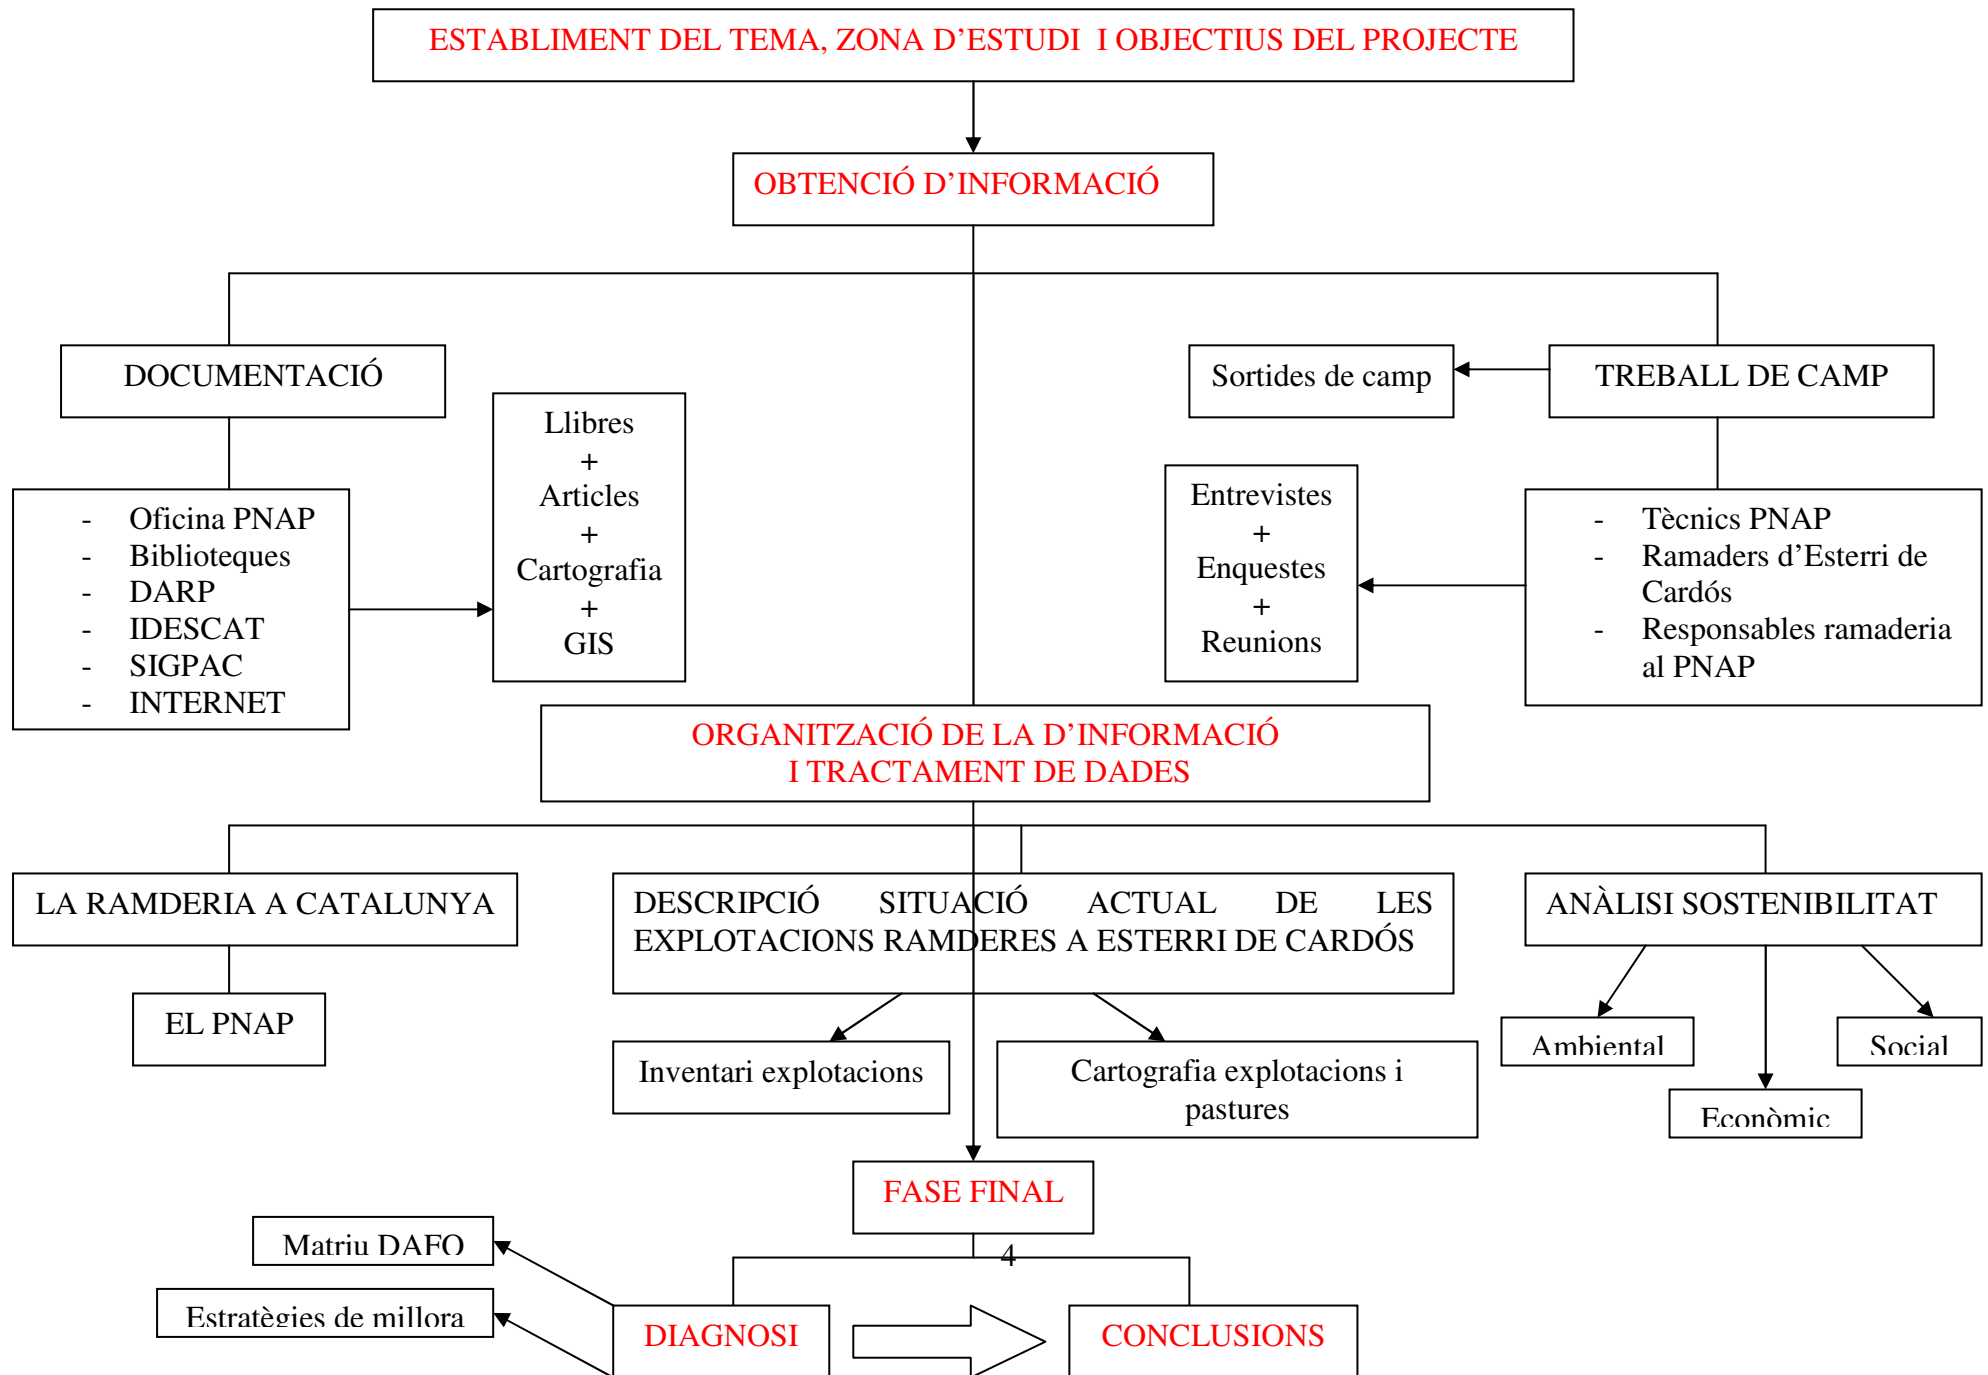 ESTABLIMENT DEL TEMA, ZONA D'ESTUDI I OBJECTIUS DEL PROJECTE
OBTENCIÓ D'INFORMACIÓ
DOCUMENTACIÓ
Sortides de camp
TREBALL DE CAMP
Llibres
+
Articles
+
Cartografia
+
GIS
- Oficina PNAP
- Biblioteques
- DARP
- IDESCAT
- SIGPAC
- INTERNET
Entrevistes
+
Enquestes
+
Reunions
- Tècnics PNAP
- Ramaders d'Esterri de
Cardós
- Responsables ramaderia
al PNAP
ORGANITZACIÓ DE LA D'INFORMACIÓ
I TRACTAMENT DE DADES
LA RAMDERIA A CATALUNYA
DESCRIPCIÓ SITUACIÓ ACTUAL DE LES
EXPLOTACIONS RAMDERES A ESTERRI DE CARDÓS
ANÀLISI SOSTENIBILITAT
EL PNAP
Inventari explotacions
Cartografia explotacions i
pastures
Ambiental
Social
Econòmic
FASE FINAL
Matriu DAFO
4
Estratègies de millora
DIAGNOSI
CONCLUSIONS